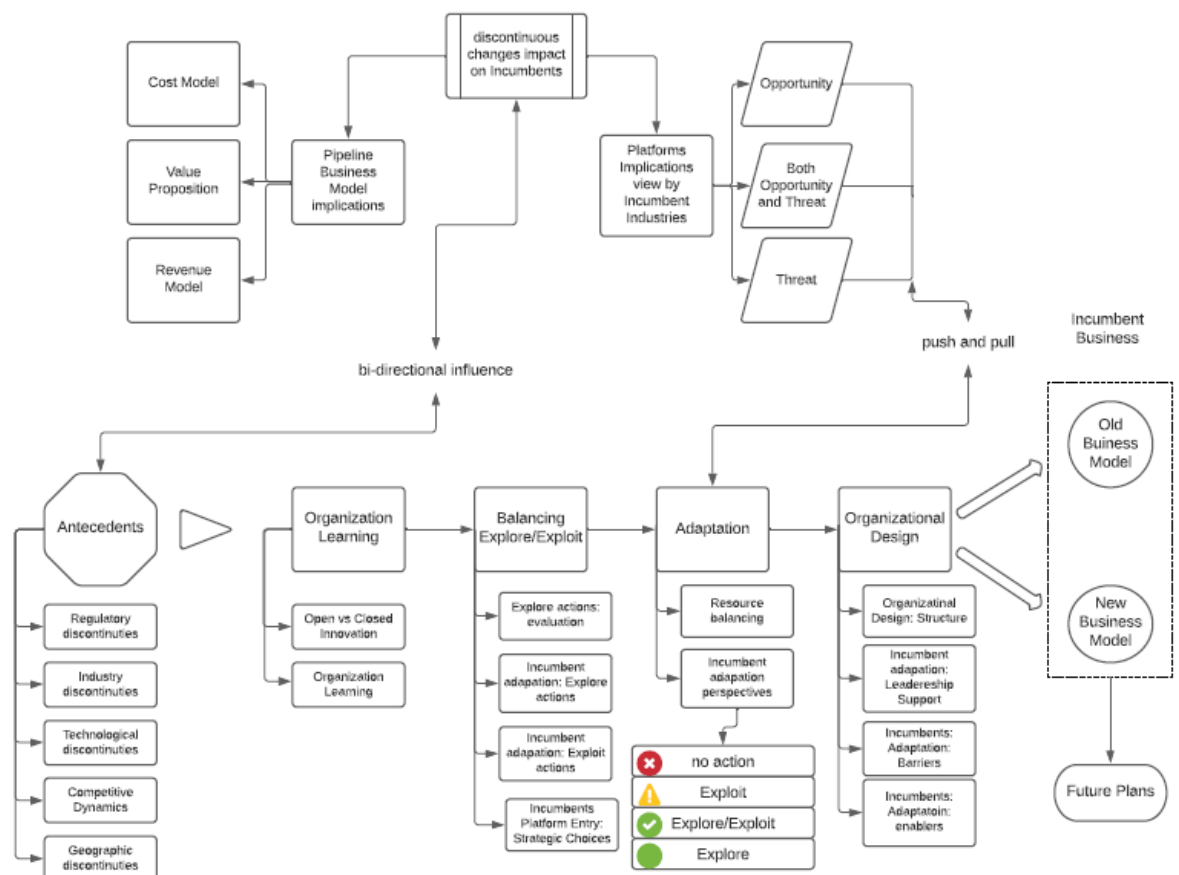 discontinuous
changes impact
on Incumbents
Cost Model
Value
Proposition
Revenue
Model
Pipeline
Business
Model
implications
Platforms
Implications
view by
Incumbent
Industries
Opportunity
Both
Opportunity
and Threat
Threat
bi-directional influence
push and pull
Incumbent
Business
Old
Buiness
Model
New
Business
Model
Future Plans
Antecedents
Regulatory
discontinuties
Industry
discontinuties
Technological
discontinuties
Competitive
Dynamics
Geographic
discontinuties
Organization
Learning
Open vs Closed
Innovation
Organization
Learning
Balancing
Explore/Exploit
Explore actions:
evaluation
Incumbent
adapation: Explore
actions
Incumbent
adapation: Exploit
actions
Incumbents
Platform Entry:
Strategic Choices
Adaptation
Resource
balancing
Incumbent
adapation
perspectives
no action
Exploit
Explore/Exploit
Explore
Organizational
Design
Organizatinal
Design: Structure
Incumbent
adapation:
Leadereship
Support
Incumbents:
Adaptation:
Barriers
Incumbents:
Adaptatoin:
enablers